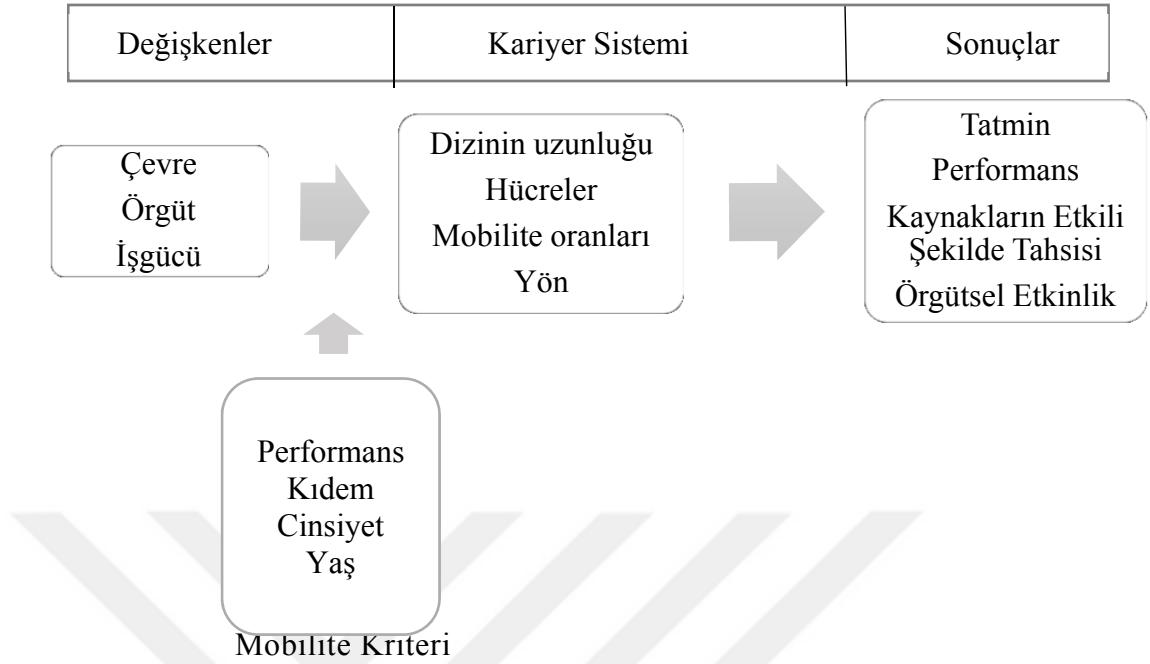 Değişkenler
Kariyer Sistemi
Sonuçlar
Çevre
Örgüt
İşgücü
Dizinin uzunluğu
Hücreler
Mobilite oranları
Yön
Tatmin
Performans
Kaynakların Etkili
Şekilde Tahsisi
Örgütsel Etkinlik
Performans
Kıdem
Cinsiyet
Yaş
Mobilite Kriteri